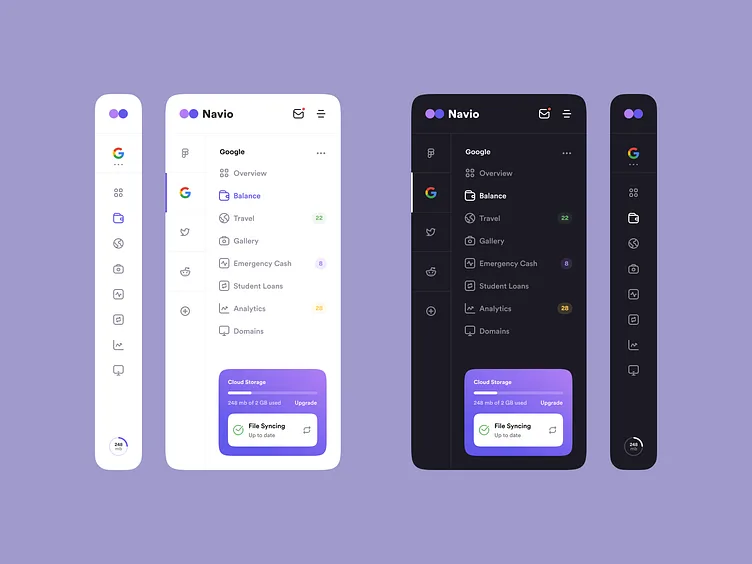 Navio
Google
Overview
Balance
Travel 22
Gallery
Emergency Cash 8
Student Loans
Analytics 28
Domains
Cloud Storage
248 mb of 2 GB used Upgrade
File Syncing
Up to date
248
mb
Navio
Google
Overview
Balance
Travel 22
Gallery
Emergency Cash 8
Student Loans
Analytics 28
Domains
Cloud Storage
248 mb of 2 GB used Upgrade
File Syncing
Up to date
248
mb